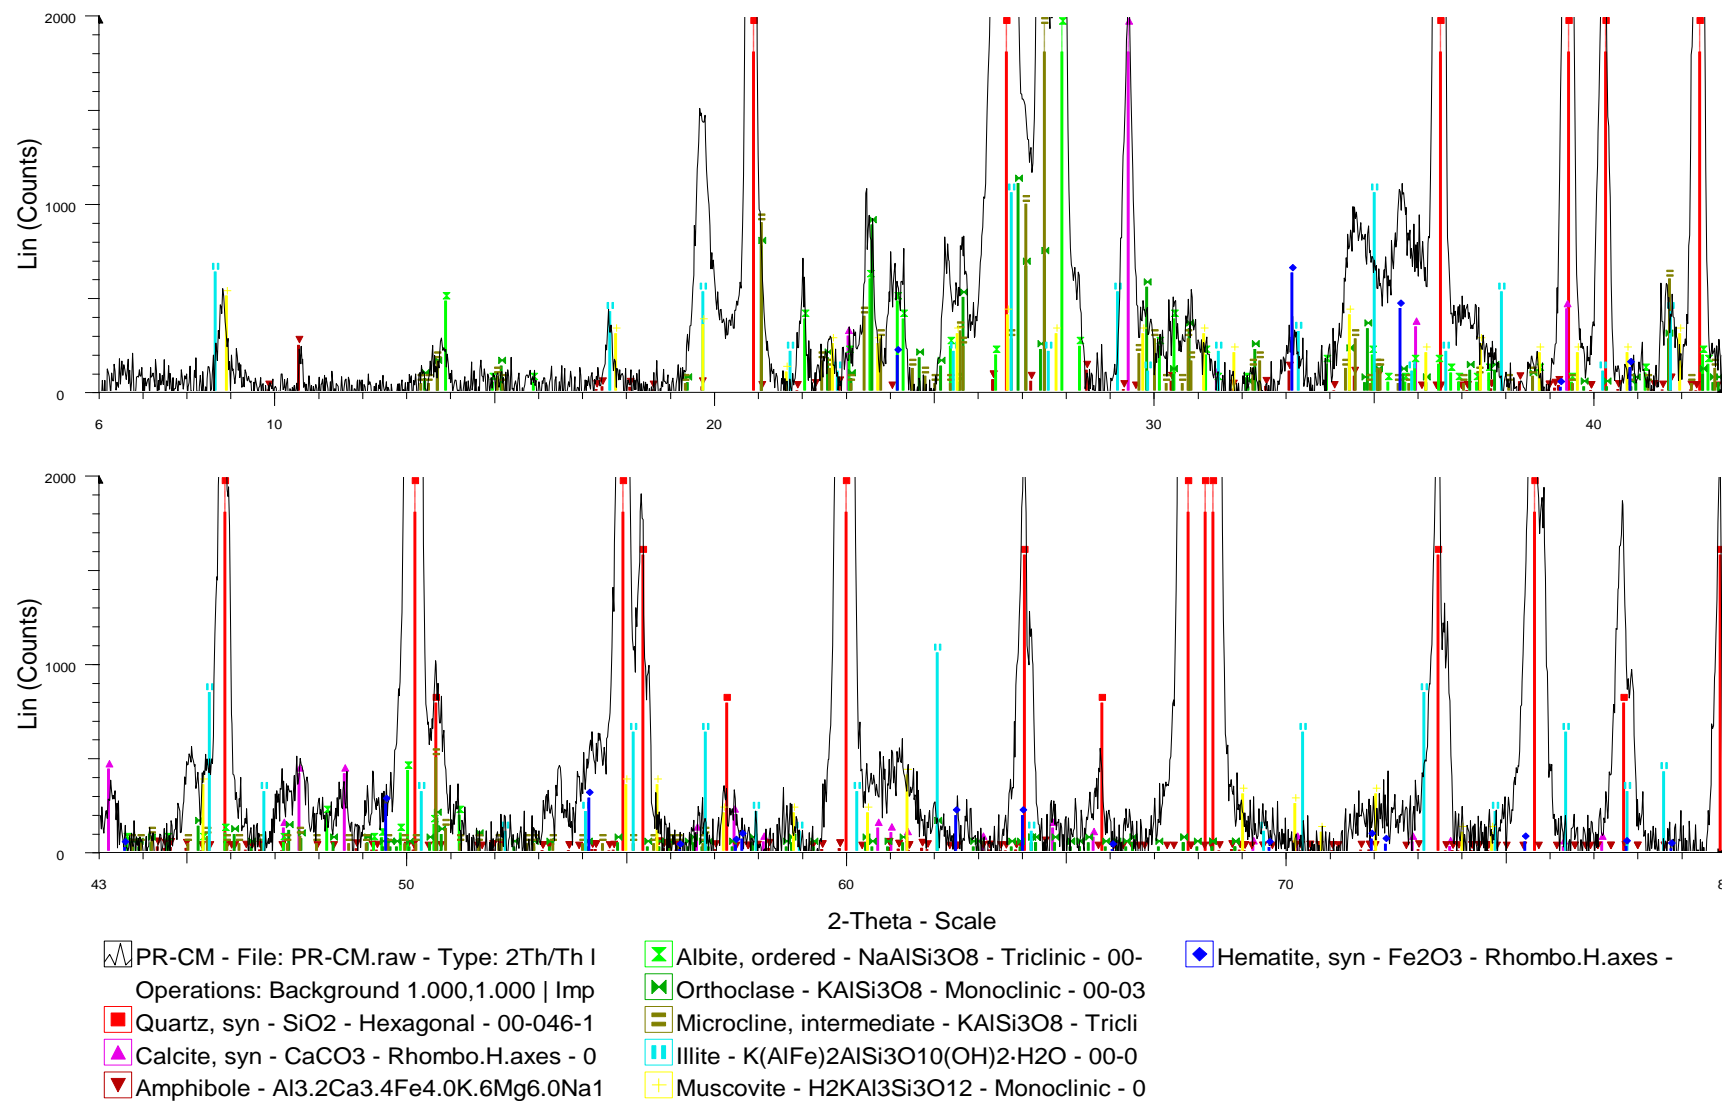 2000
1000
0
Lin (Counts)
6
10
20
30
40
2000
1000
0
Lin (Counts)
43
50
60
70
8
2-Theta - Scale
PR-CM - File: PR-CM.raw - Type: 2Th/Th l
Operations: Background 1.000,1.000 | Imp
Quartz, syn - SiO2 - Hexagonal - 00-046-1
Calcite, syn - CaCO3 - Rhombo.H.axes - 0
Amphibole - Al3.2Ca3.4Fe4.0K.6Mg6.0Na1
Albite, ordered - NaAlSi3O8 - Triclinic - 00-
Orthoclase - KAlSi3O8 - Monoclinic - 00-03
Microcline, intermediate - KAlSi3O8 - Tricli
Illite - K(AlFe)2AlSi3O10(OH)2·H2O - 00-0
Muscovite - H2KAl3Si3O12 - Monoclinic - 0
Hematite, syn - Fe2O3 - Rhombo.H.axes -